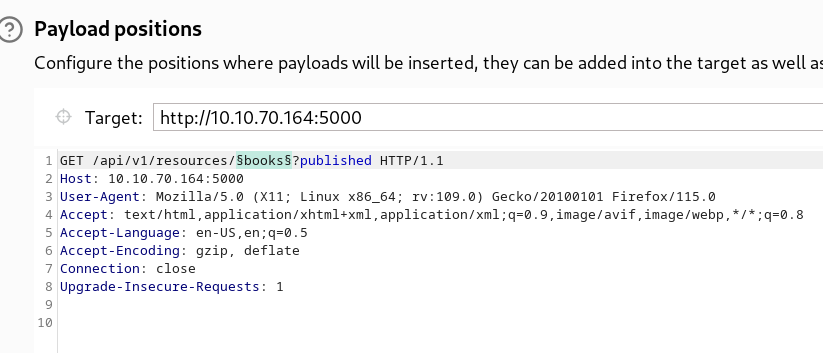 Payload positions
Configure the positions where payloads will be inserted, they can be added into the target as well as
Target: http://10.10.70.164:5000
1 GET /api/v1/resources/§books§?published HTTP/1.1
2 Host: 10.10.70.164:5000
3 User-Agent: Mozilla/5.0 (X11; Linux x86_64; rv:109.0) Gecko/20100101 Firefox/115.0
4 Accept: text/html,application/xhtml+xml,application/xml;q=0.9,image/avif,image/webp,*/*;q=0.8
5 Accept-Language: en-US,en;q=0.5
6 Accept-Encoding: gzip, deflate
7 Connection: close
8 Upgrade-Insecure-Requests: 1
9
10